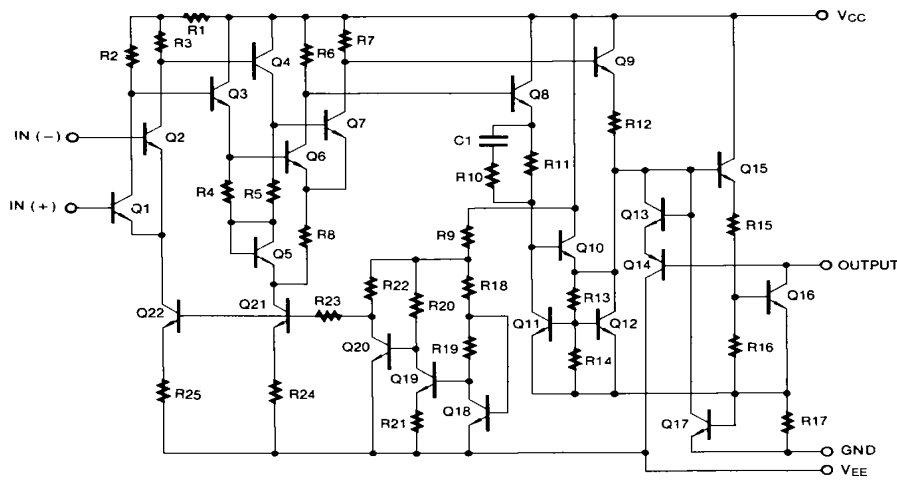 R1
VCC
R2
R3
Q4
R6
R7
Q3
Q8
Q9
C1
R12
IN (-)
Q2
Q7
Q6
R10
R11
Q15
IN (+)
Q1
R4
R5
R8
R9
Q10
Q13
R15
Q5
Q14
OUTPUT
Q22
Q21
R23
R22
R20
R18
R13
Q11
Q12
Q16
R19
R14
R16
Q20
Q19
Q18
R25
R24
R21
Q17
R17
GND
VEE